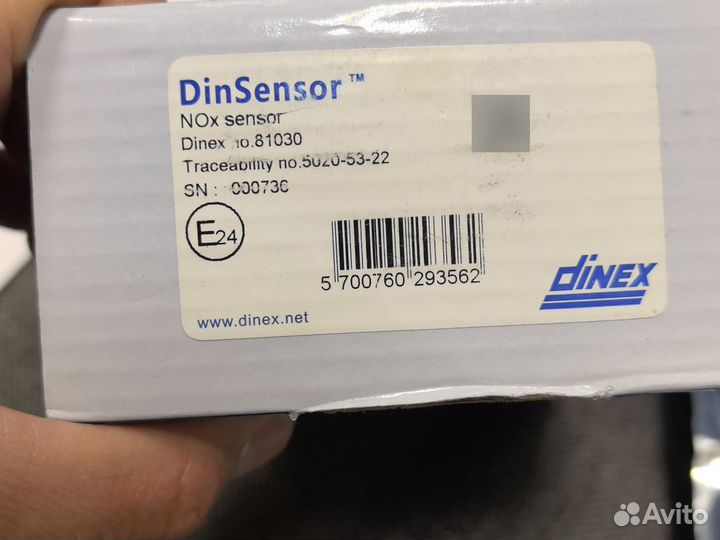 DinSensor™
NOx sensor
Dinex no.81030
Traceability no.5020-53-22
SN : 000736
E24
5 700760 293562
dinex
www.dinex.net
Avito